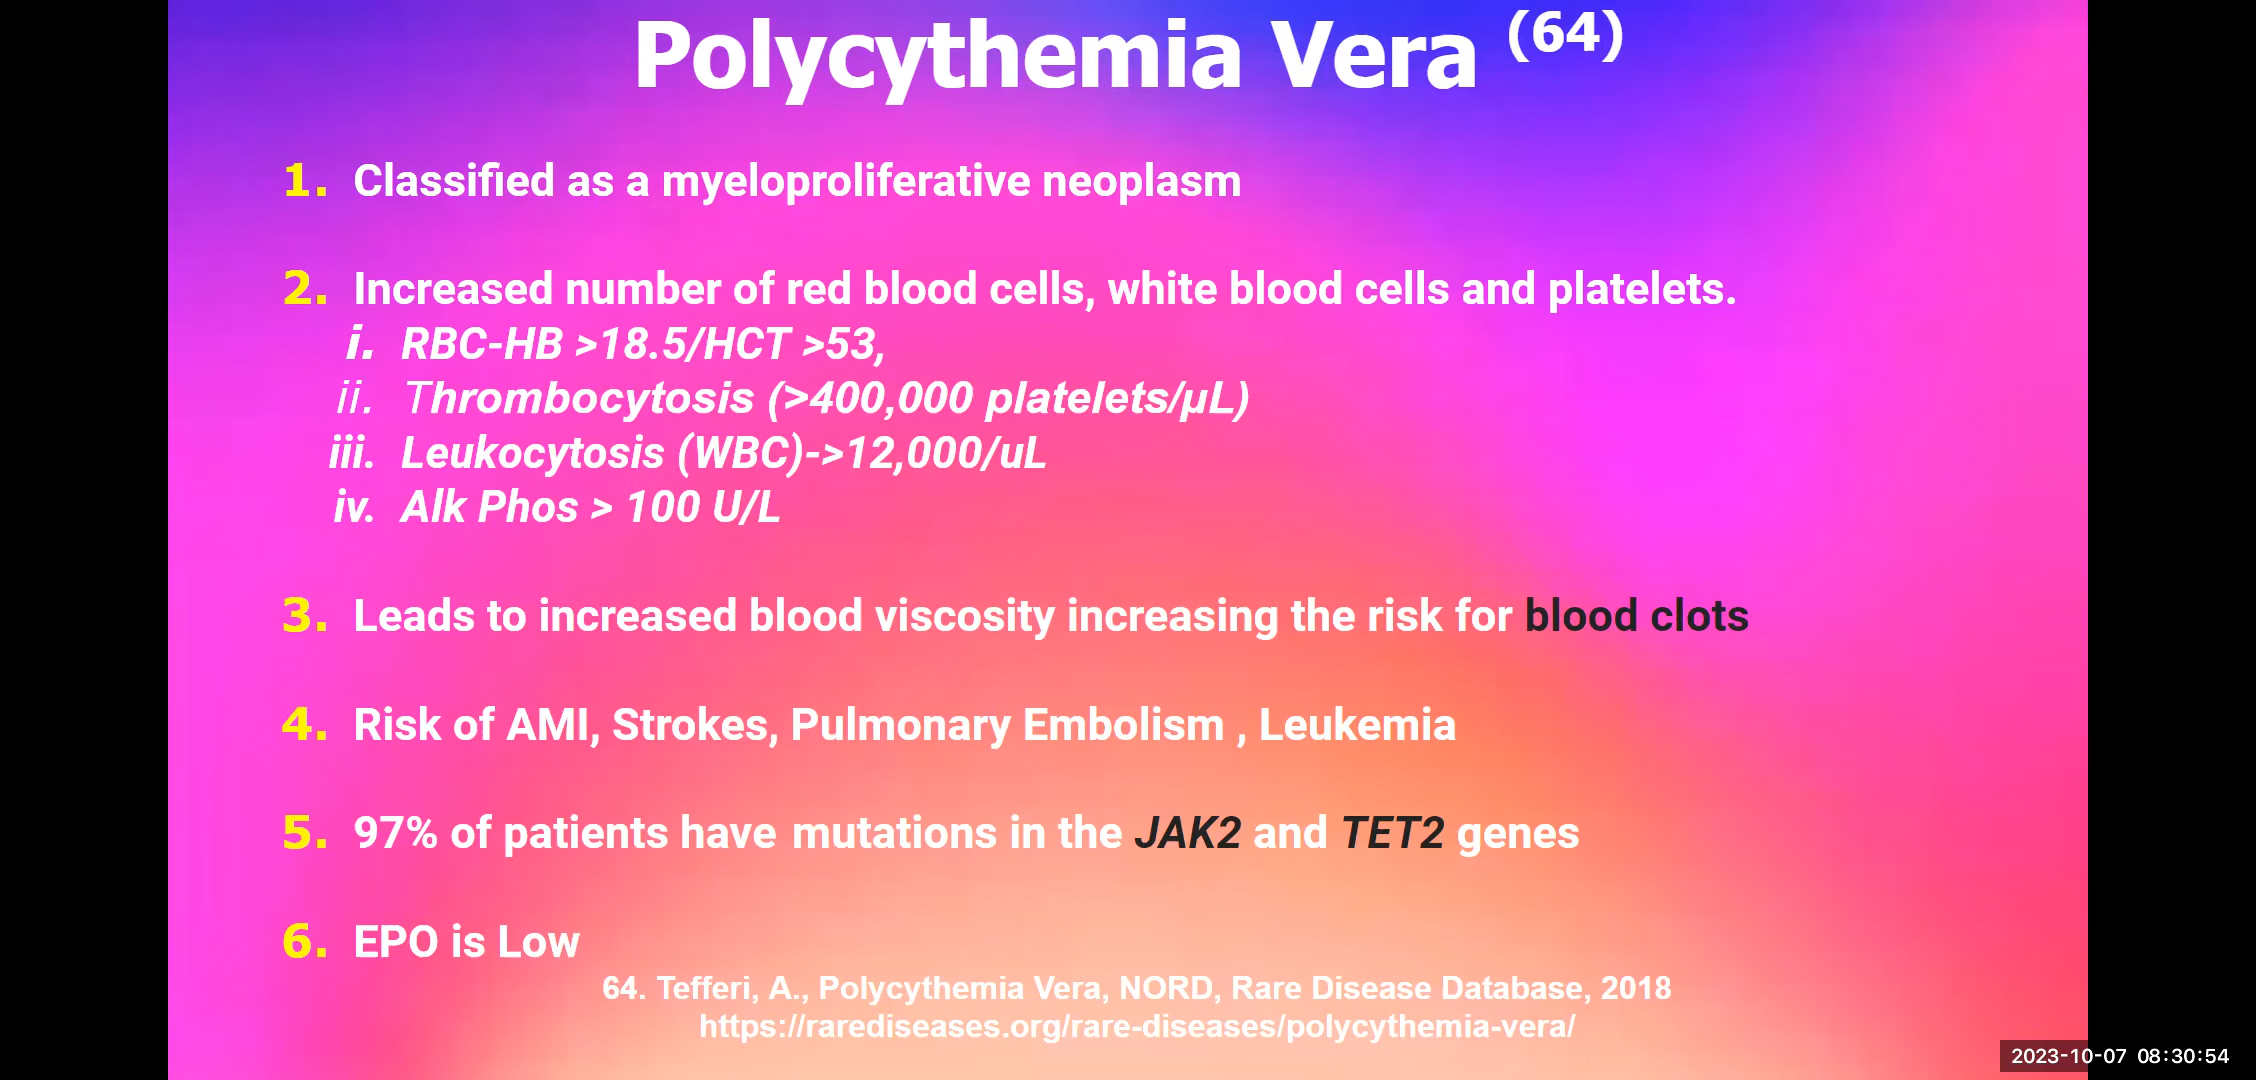 Polycythemia Vera (64)
1. Classified as a myeloproliferative neoplasm
2. Increased number of red blood cells, white blood cells and platelets.
i. RBC-HB >18.5/HCT >53,
ii. Thrombocytosis (>400,000 platelets/µL)
iii. Leukocytosis (WBC)->12,000/uL
iv. Alk Phos > 100 U/L
3. Leads to increased blood viscosity increasing the risk for blood clots
4. Risk of AMI, Strokes, Pulmonary Embolism , Leukemia
5. 97% of patients have mutations in the JAK2 and TET2 genes
6. EPO is Low
64. Tefferi, A., Polycythemia Vera, NORD, Rare Disease Database, 2018
https://rarediseases.org/rare-diseases/polycythemia-vera/
2023-10-07 08:30:54